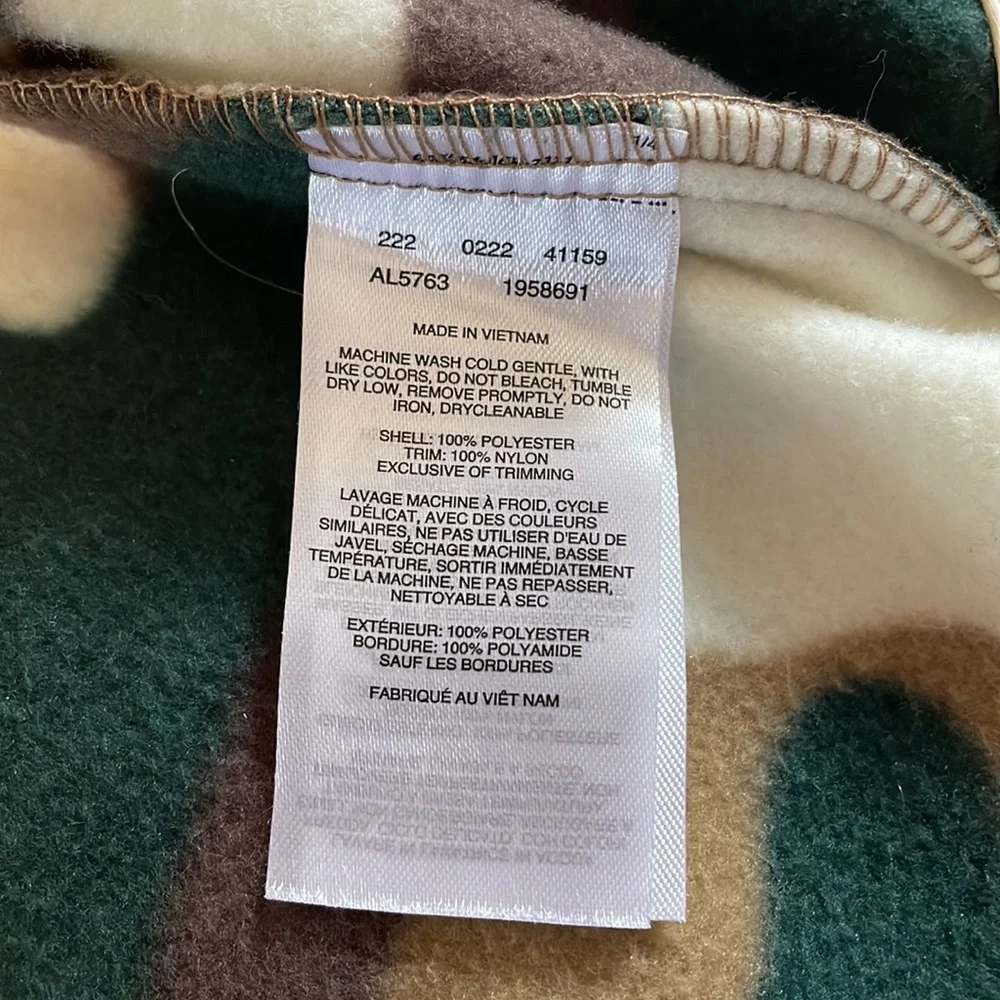 1/4
222 0222 41159
AL5763 1958691
MADE IN VIETNAM
MACHINE WASH COLD GENTLE, WITH
LIKE COLORS, DO NOT BLEACH, TUMBLE
DRY LOW, REMOVE PROMPTLY, DO NOT
IRON, DRYCLEANABLE
SHELL: 100% POLYESTER
TRIM: 100% NYLON
EXCLUSIVE OF TRIMMING
LAVAGE MACHINE À FROID, CYCLE
DÉLICAT, AVEC DES COULEURS
SIMILAIRES, NE PAS UTILISER D'EAU DE
JAVEL, SÉCHAGE MACHINE, BASSE
TEMPÉRATURE, SORTIR IMMÉDIATEMENT
DE LA MACHINE, NE PAS REPASSER,
NETTOYABLE À SEC
EXTÉRIEUR: 100% POLYESTER
BORDURE: 100% POLYAMIDE
SAUF LES BORDURES
FABRIQUÉ AU VIÊT NAM